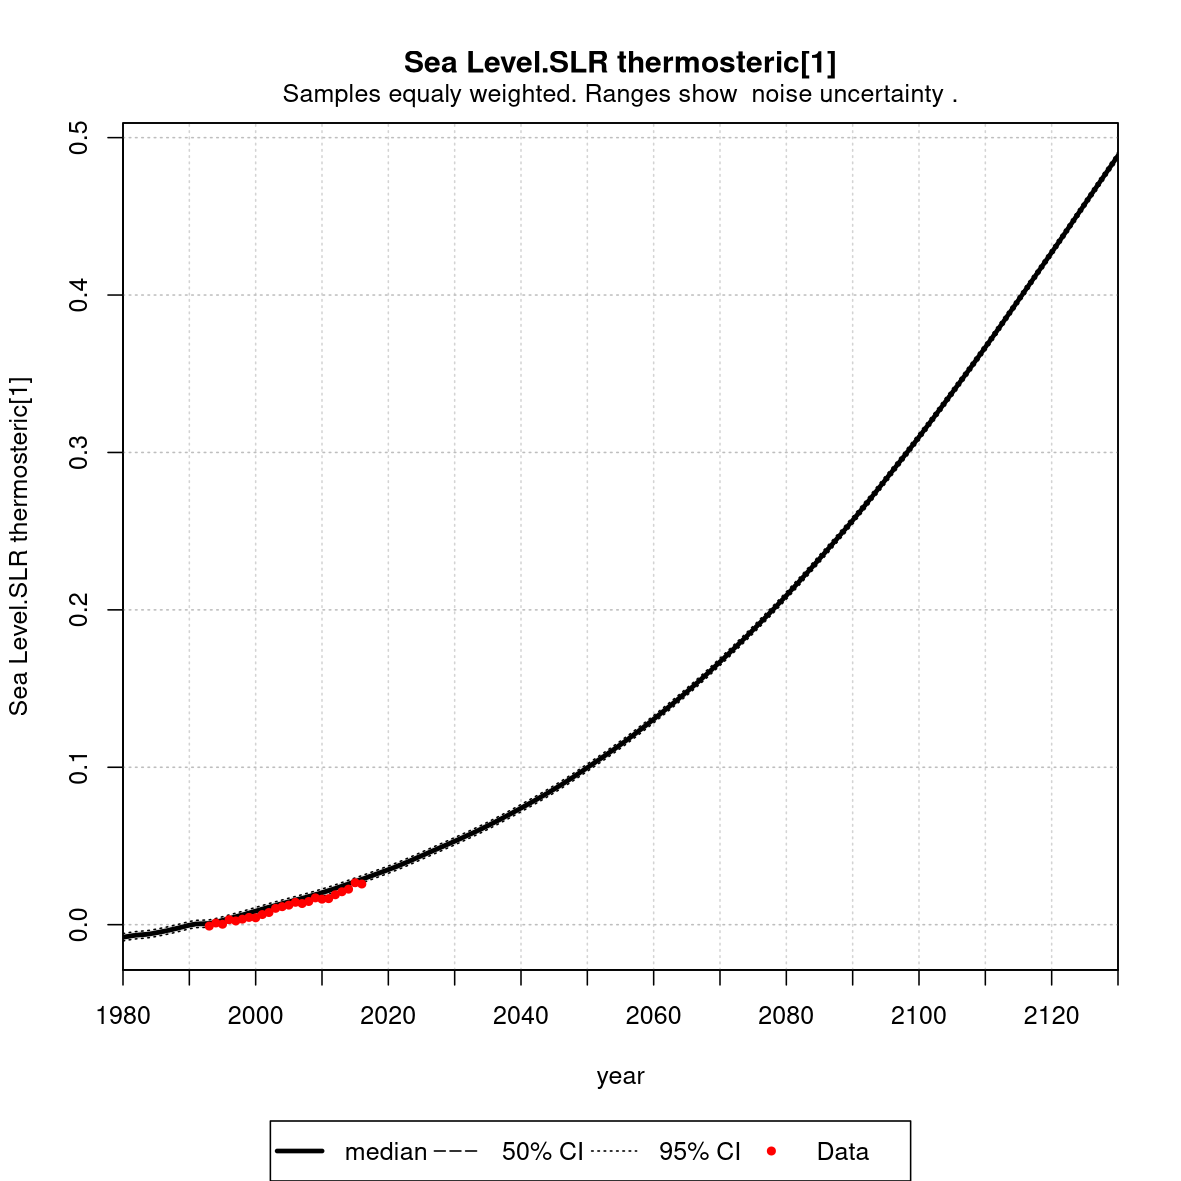 Sea Level.SLR thermosteric[1]
Samples equaly weighted. Ranges show  noise uncertainty .
Sea Level.SLR thermosteric[1]
0.5
0.4
0.3
0.2
0.1
0.0
1980 2000 2020 2040 2060 2080 2100 2120
year
median 50% CI 95% CI Data